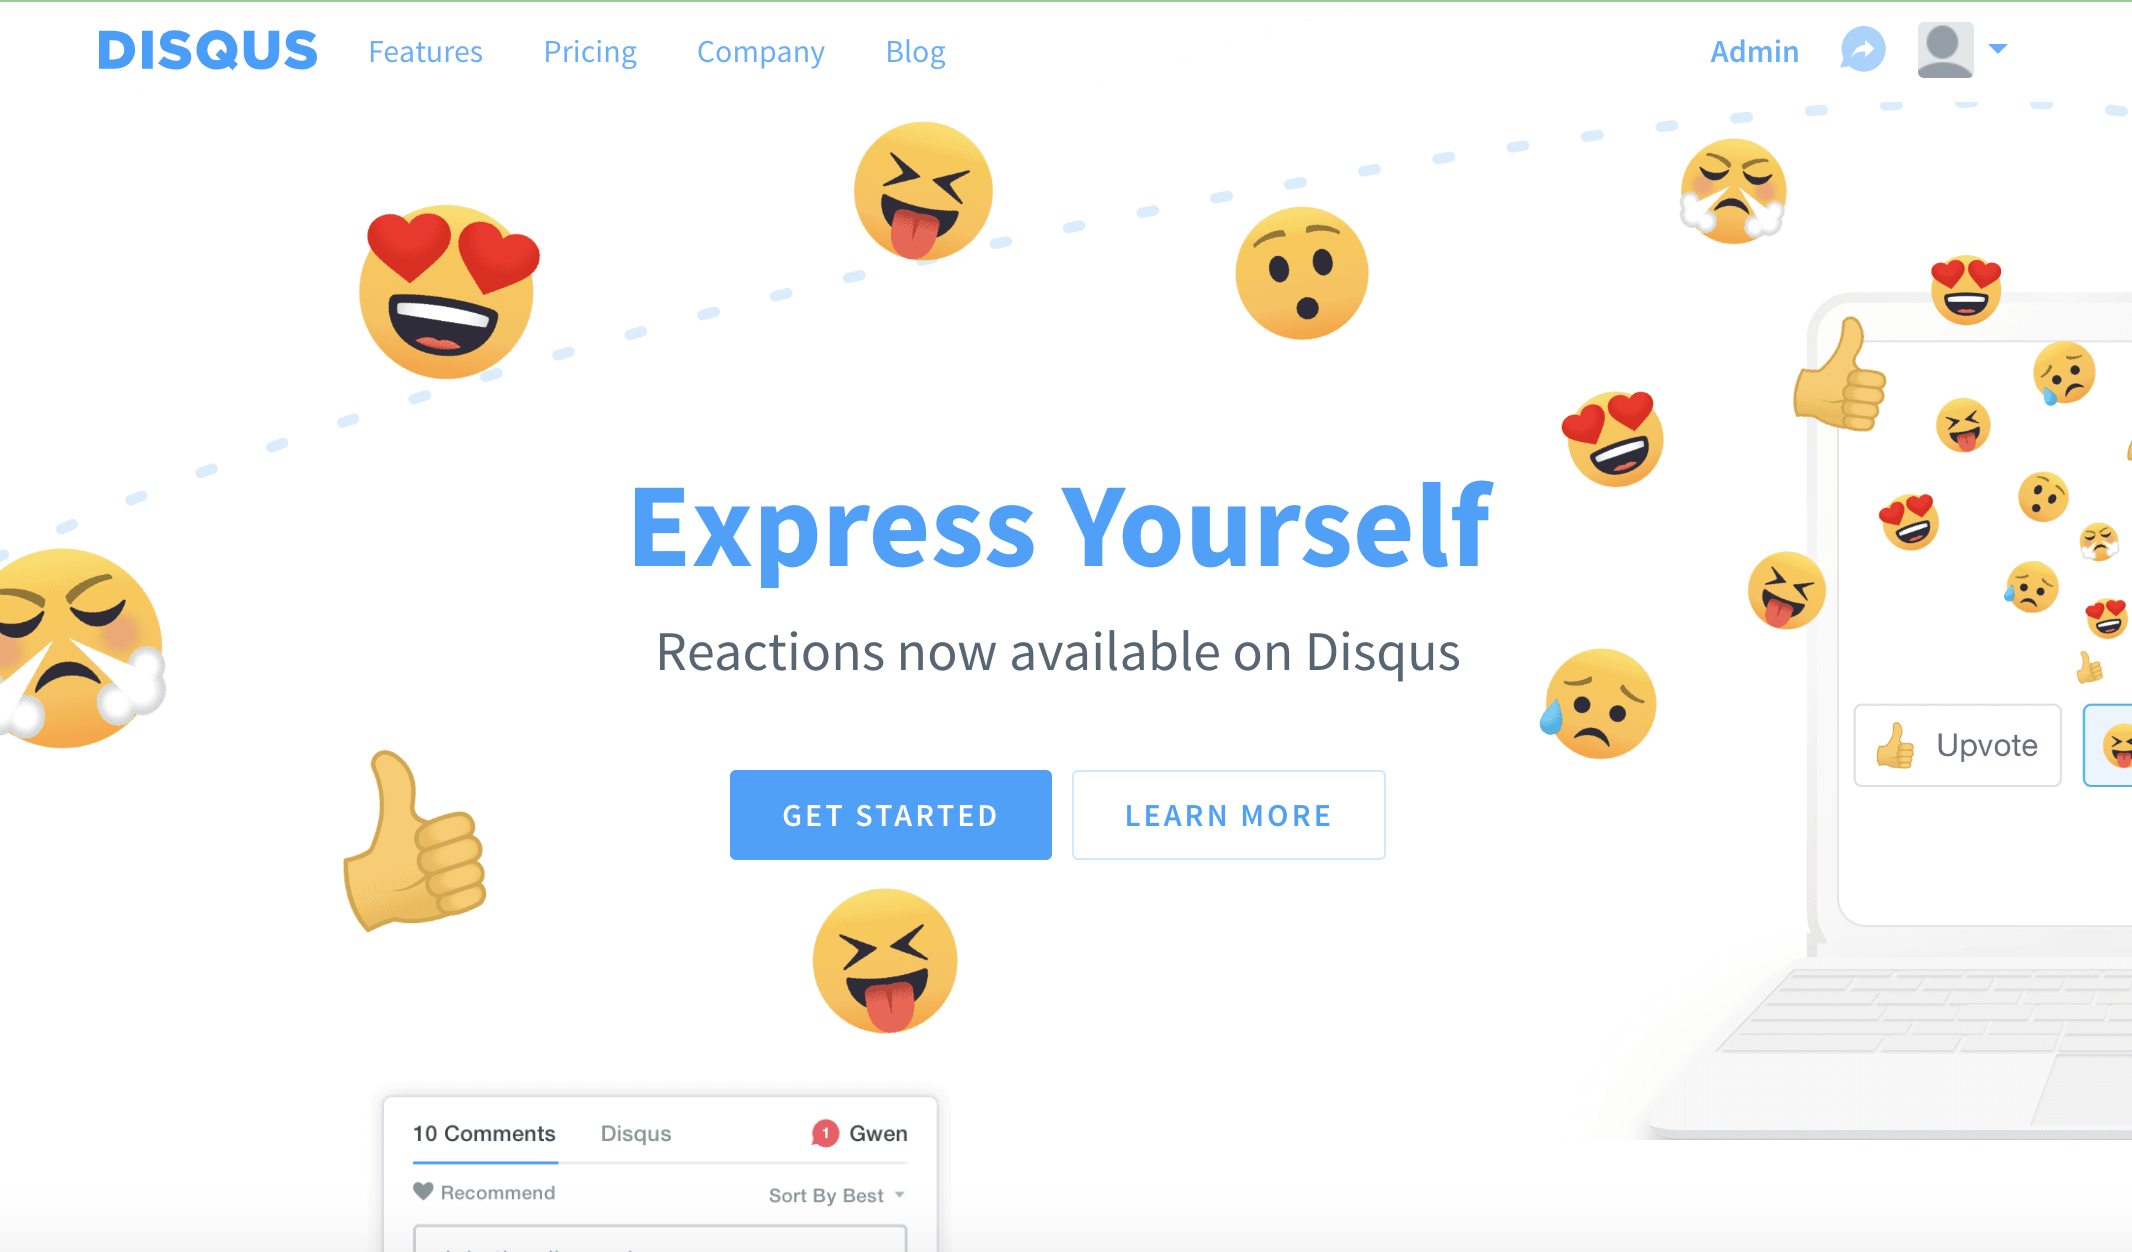 DISQUS Features Pricing Company Blog Admin
Express Yourself
Reactions now available on Disqus
Upvote
GET STARTED LEARN MORE
10 Comments Disqus 1 Gwen
Recommend Sort By Best